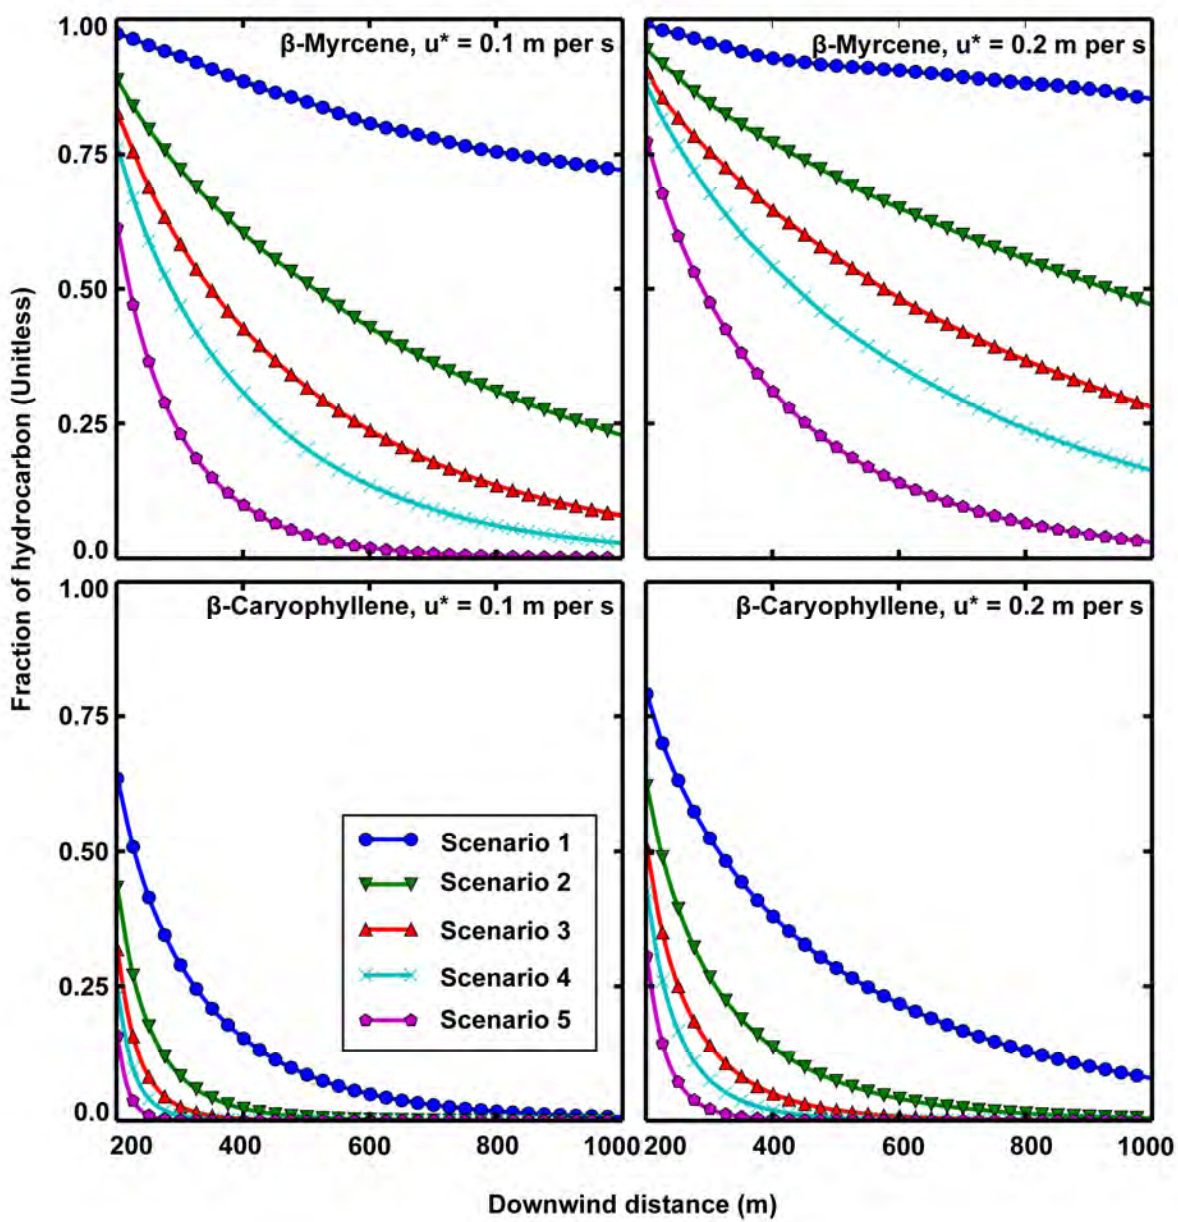 β-Myrcene, u* = 0.1 m per s
β-Myrcene, u* = 0.2 m per s
1.00
0.75
0.50
0.25
0.0
Fraction of hydrocarbon (Unitless)
β-Caryophyllene, u* = 0.1 m per s
β-Caryophyllene, u* = 0.2 m per s
1.00
0.75
0.50
0.25
0.0
Scenario 1
Scenario 2
Scenario 3
Scenario 4
Scenario 5
200 400 600 800 1000
200 400 600 800 1000
Downwind distance (m)